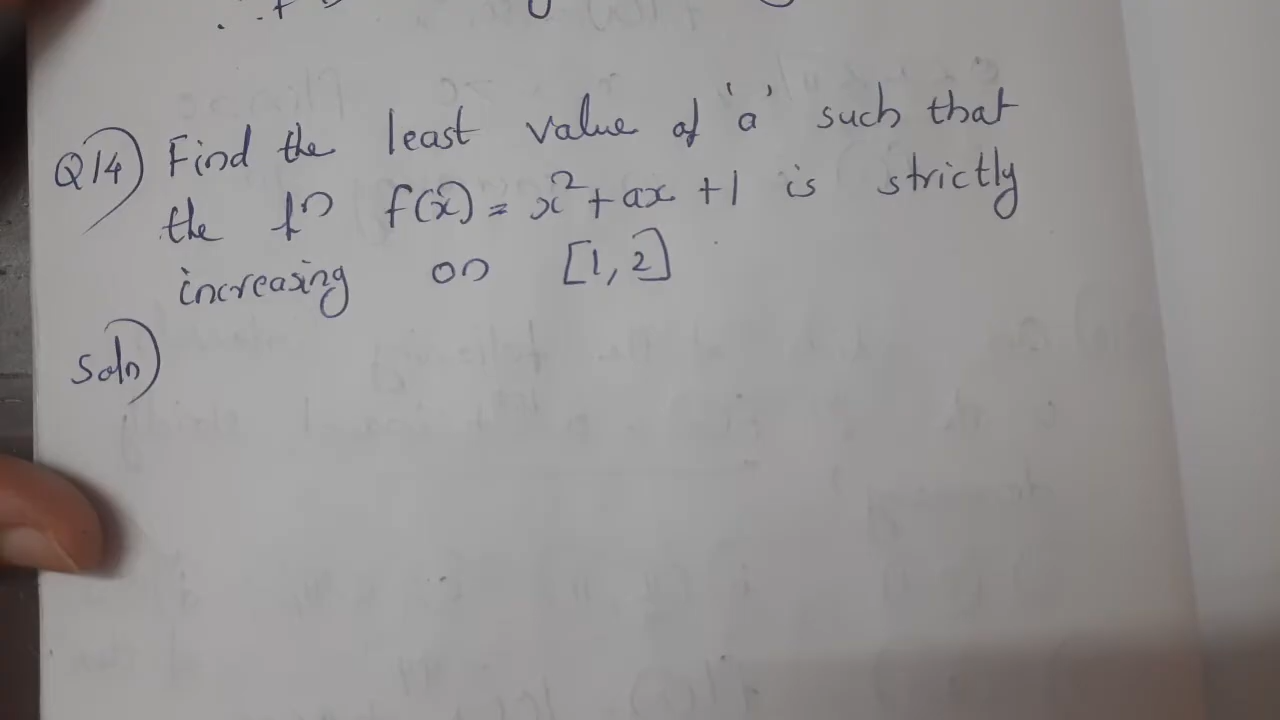 Q14) Find the least value of 'a' such that
the fn f(x) = x² + ax + 1 is strictly
increasing on [1, 2]
Soln)